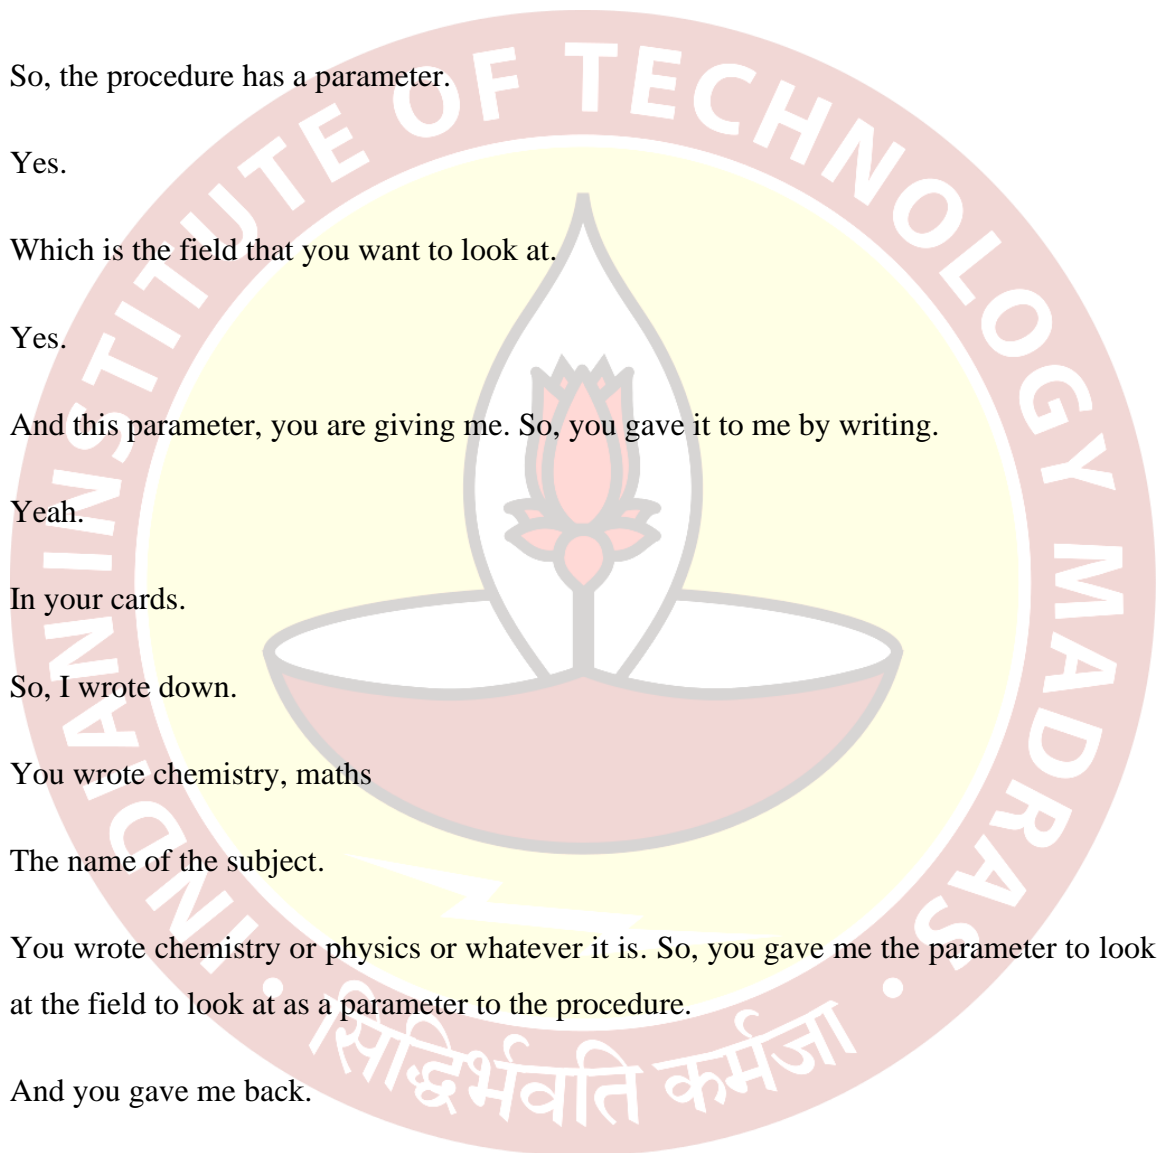 So, the procedure has a parameter.
Yes.
Which is the field that you want to look at.
Yes.
And this parameter, you are giving me. So, you gave it to me by writing.
Yeah.
In your cards.
So, I wrote down.
You wrote chemistry, maths
The name of the subject.
You wrote chemistry or physics or whatever it is. So, you gave me the parameter to look
at the field to look at as a parameter to the procedure.
And you gave me back.
INDIAN INSTITUTE OF TECHNOLOGY MADRAS
सिद्धिर्भवति कर्मजा